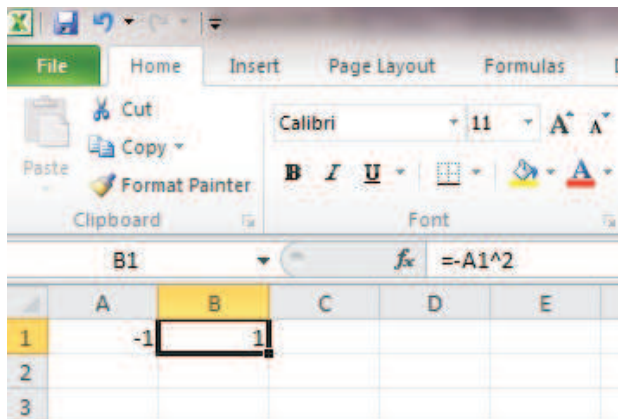 File Home Insert Page Layout Formulas
Cut
Copy
Paste
Format Painter
Clipboard
Calibri 11 A A
B I U A
Font
B1 fx =-A1^2
A B C D E
1 -1 1
2
3